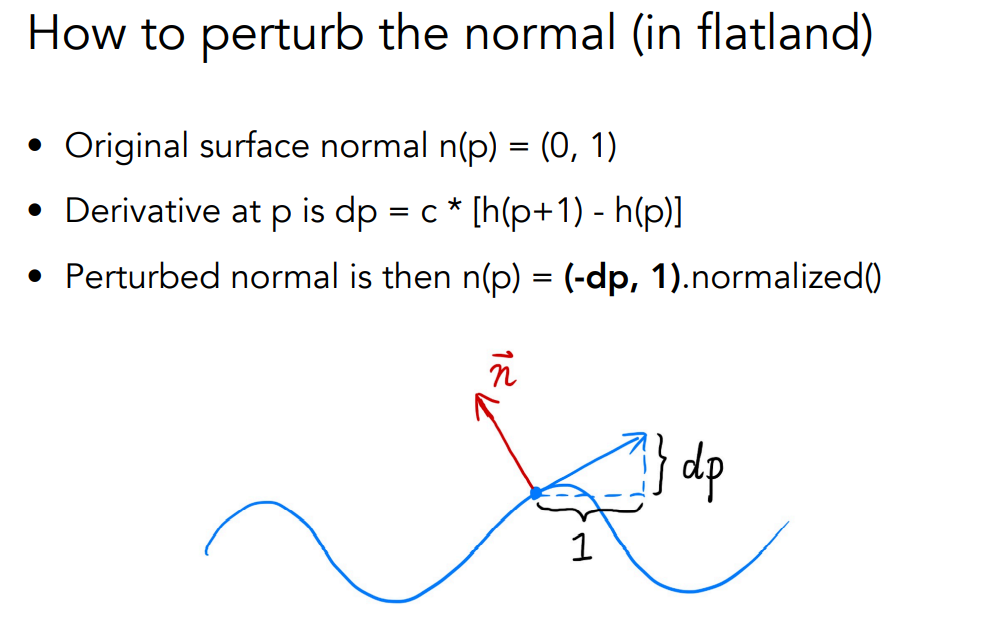 How to perturb the normal (in flatland)
• Original surface normal n(p) = (0, 1)
• Derivative at p is dp = c * [h(p+1) - h(p)]
• Perturbed normal is then n(p) = (-dp, 1).normalized()
n⃗
dp
1